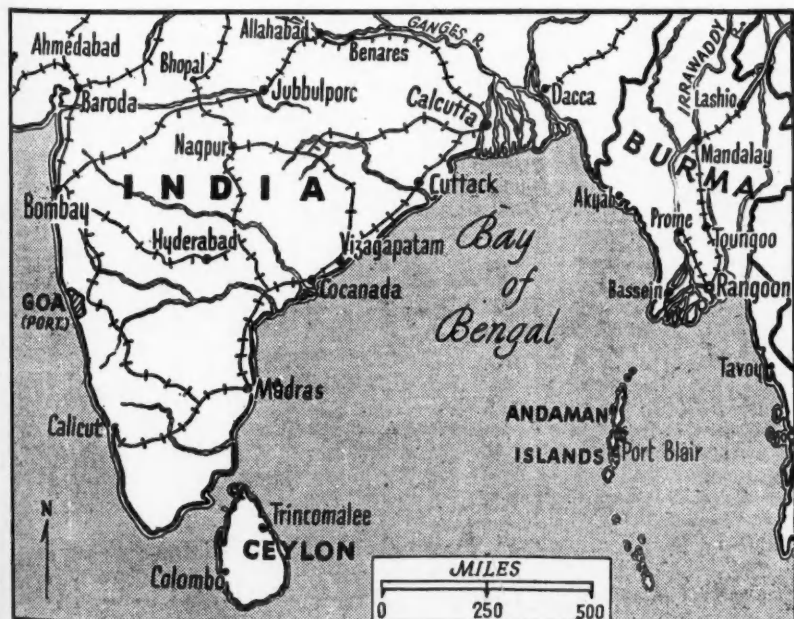 GANGES R.
Allahabad
Ahmedabad
Benares
Bhopal
IRRAWADDY
R.
Baroda
Jubbulporc
Dacca
Lashio
Calcutta
BURMA
Nagpur
Mandalay
INDIA
Cuttack
Akyab
Bombay
Prome
Toungoo
Hyderabad
Vizagapatam
Bay
of
Bengal
Cocanada
Bassein
Rangoon
GOA
(PORT.)
Tavoy
Madras
ANDAMAN
ISLANDS
Port Blair
Calicut
N
Trincomalee
CEYLON
Colombo
MILES
0 250 500